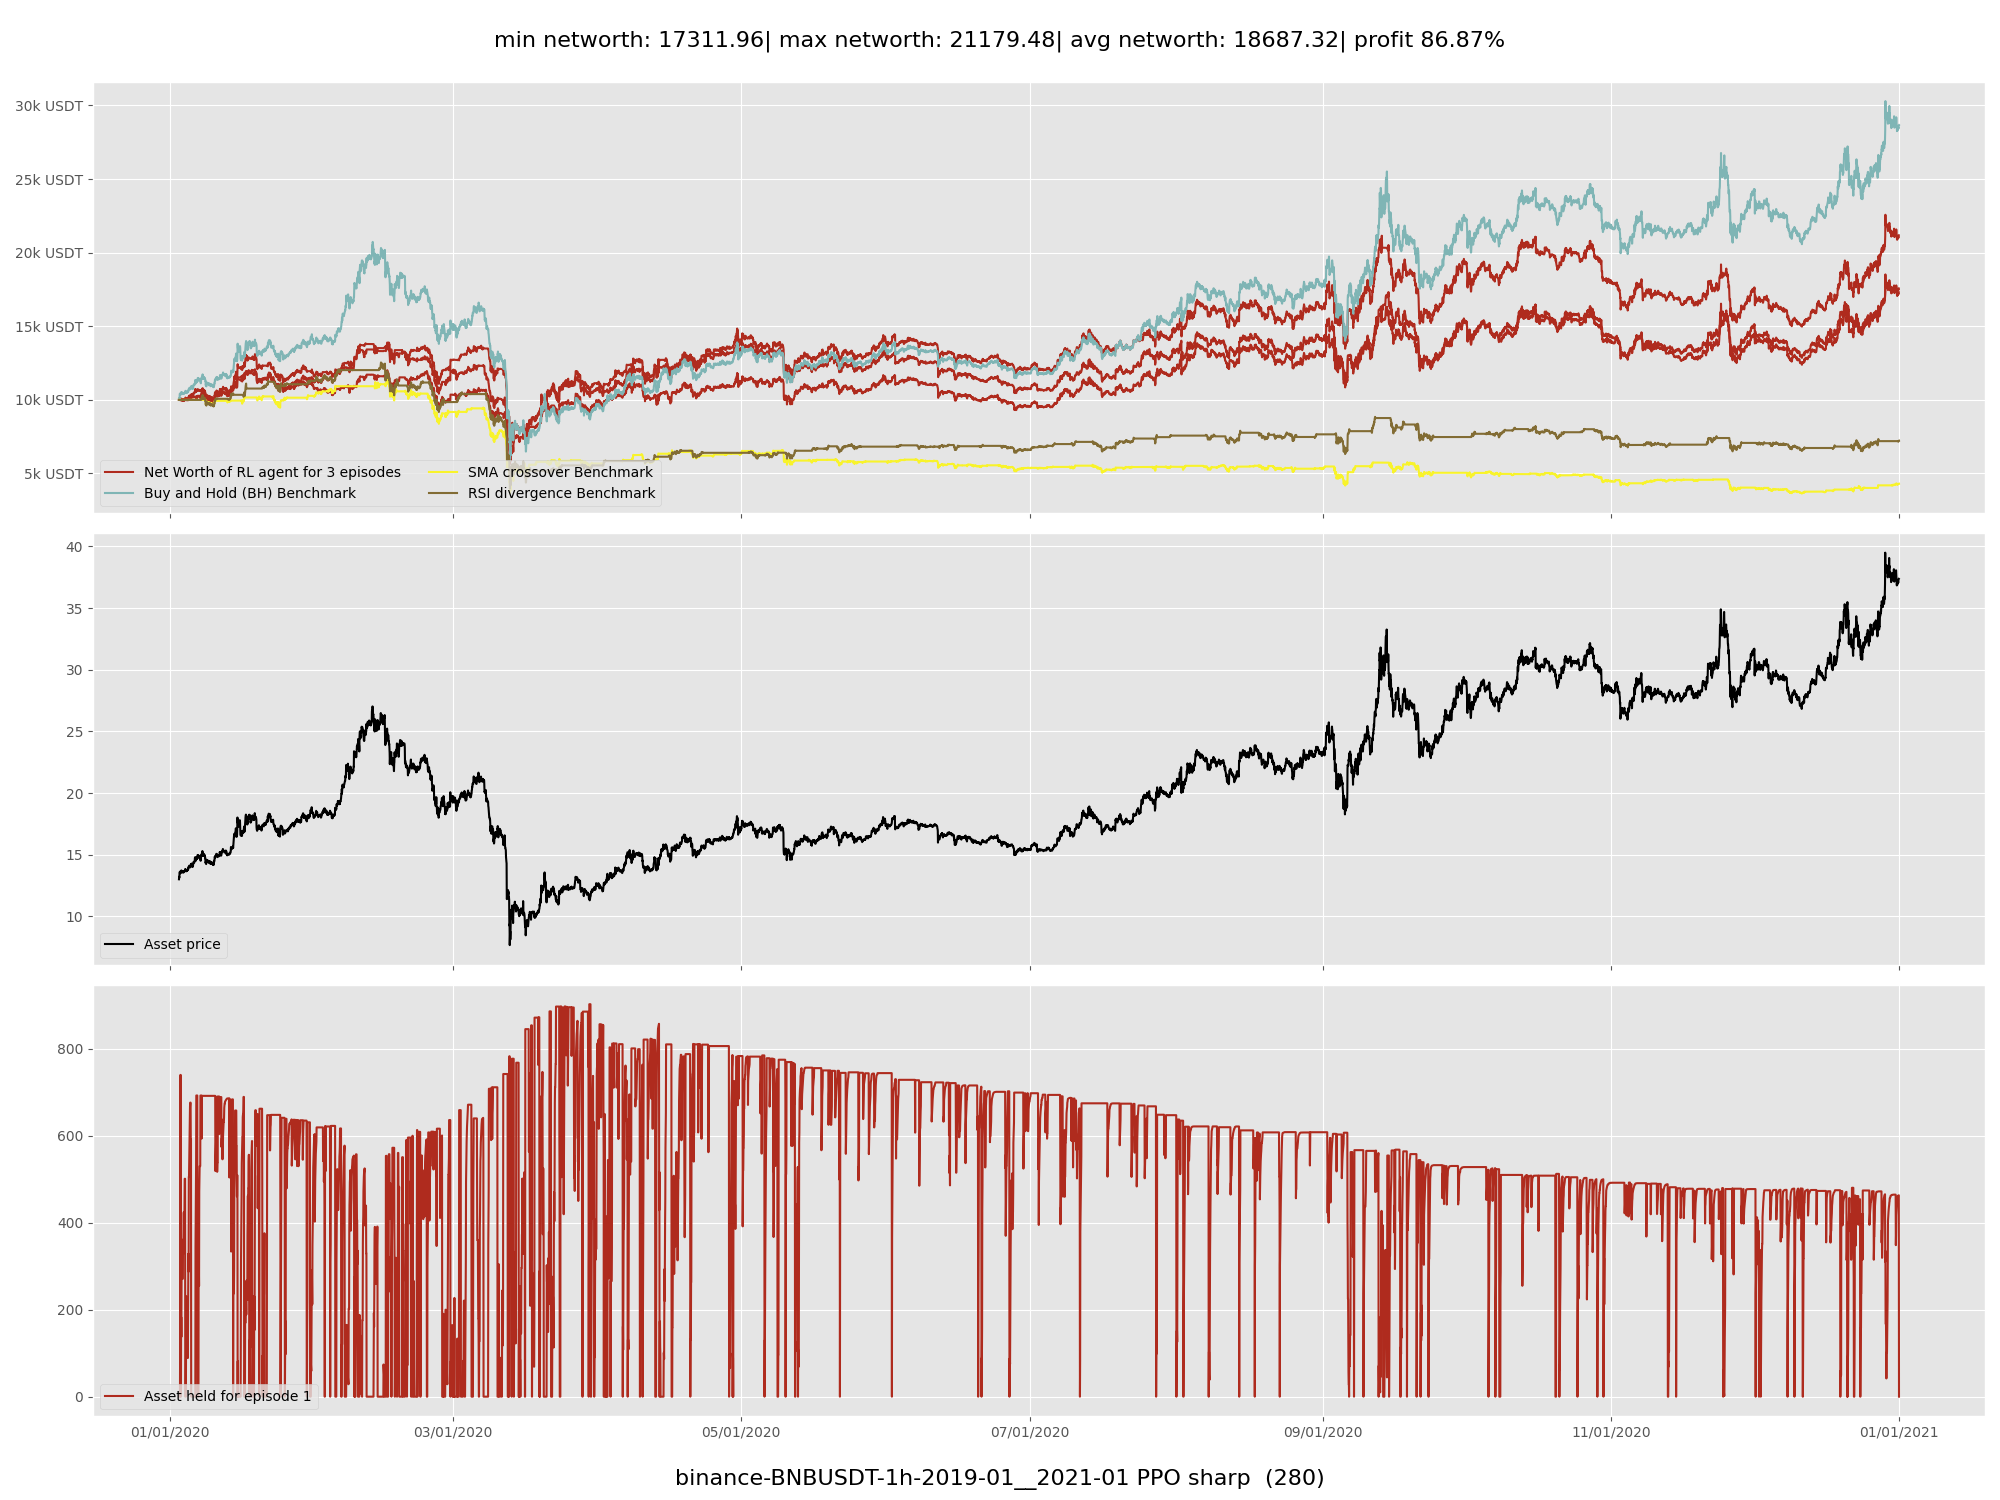 min networth: 17311.96| max networth: 21179.48| avg networth: 18687.32| profit 86.87%
30k USDT
25k USDT
20k USDT
15k USDT
10k USDT
5k USDT
Net Worth of RL agent for 3 episodes
Buy and Hold (BH) Benchmark
SMA crossover Benchmark
RSI divergence Benchmark
40
35
30
25
20
15
10
Asset price
800
600
400
200
0
Asset held for episode 1
01/01/2020 03/01/2020 05/01/2020 07/01/2020 09/01/2020 11/01/2020 01/01/2021
binance-BNBUSDT-1h-2019-01__2021-01 PPO sharp (280)